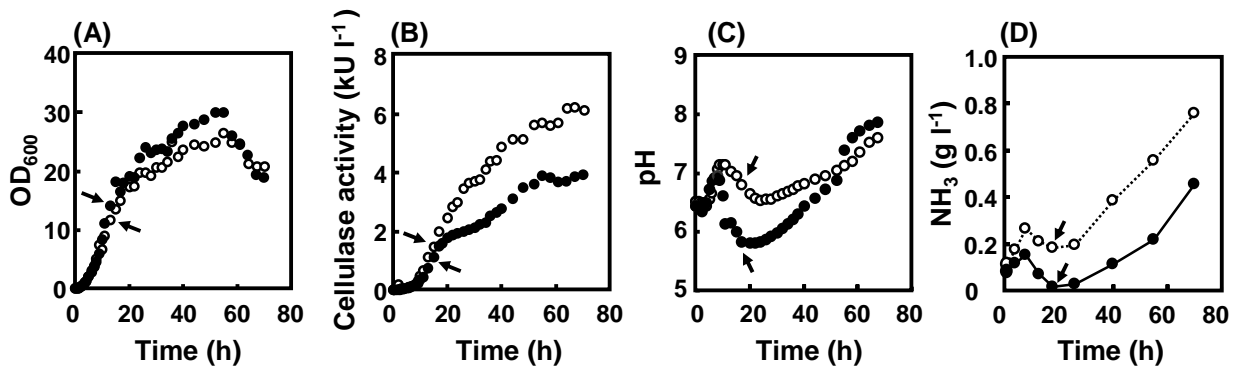 (A)
OD600
40
30
20
10
0
0 20 40 60 80
Time (h)
(B)
Cellulase activity (kU l-1)
8
6
4
2
0
0 20 40 60 80
Time (h)
(C)
pH
9
8
7
6
5
0 20 40 60 80
Time (h)
(D)
NH3 (g l-1)
1.0
0.8
0.6
0.4
0.2
0
0 20 40 60 80
Time (h)